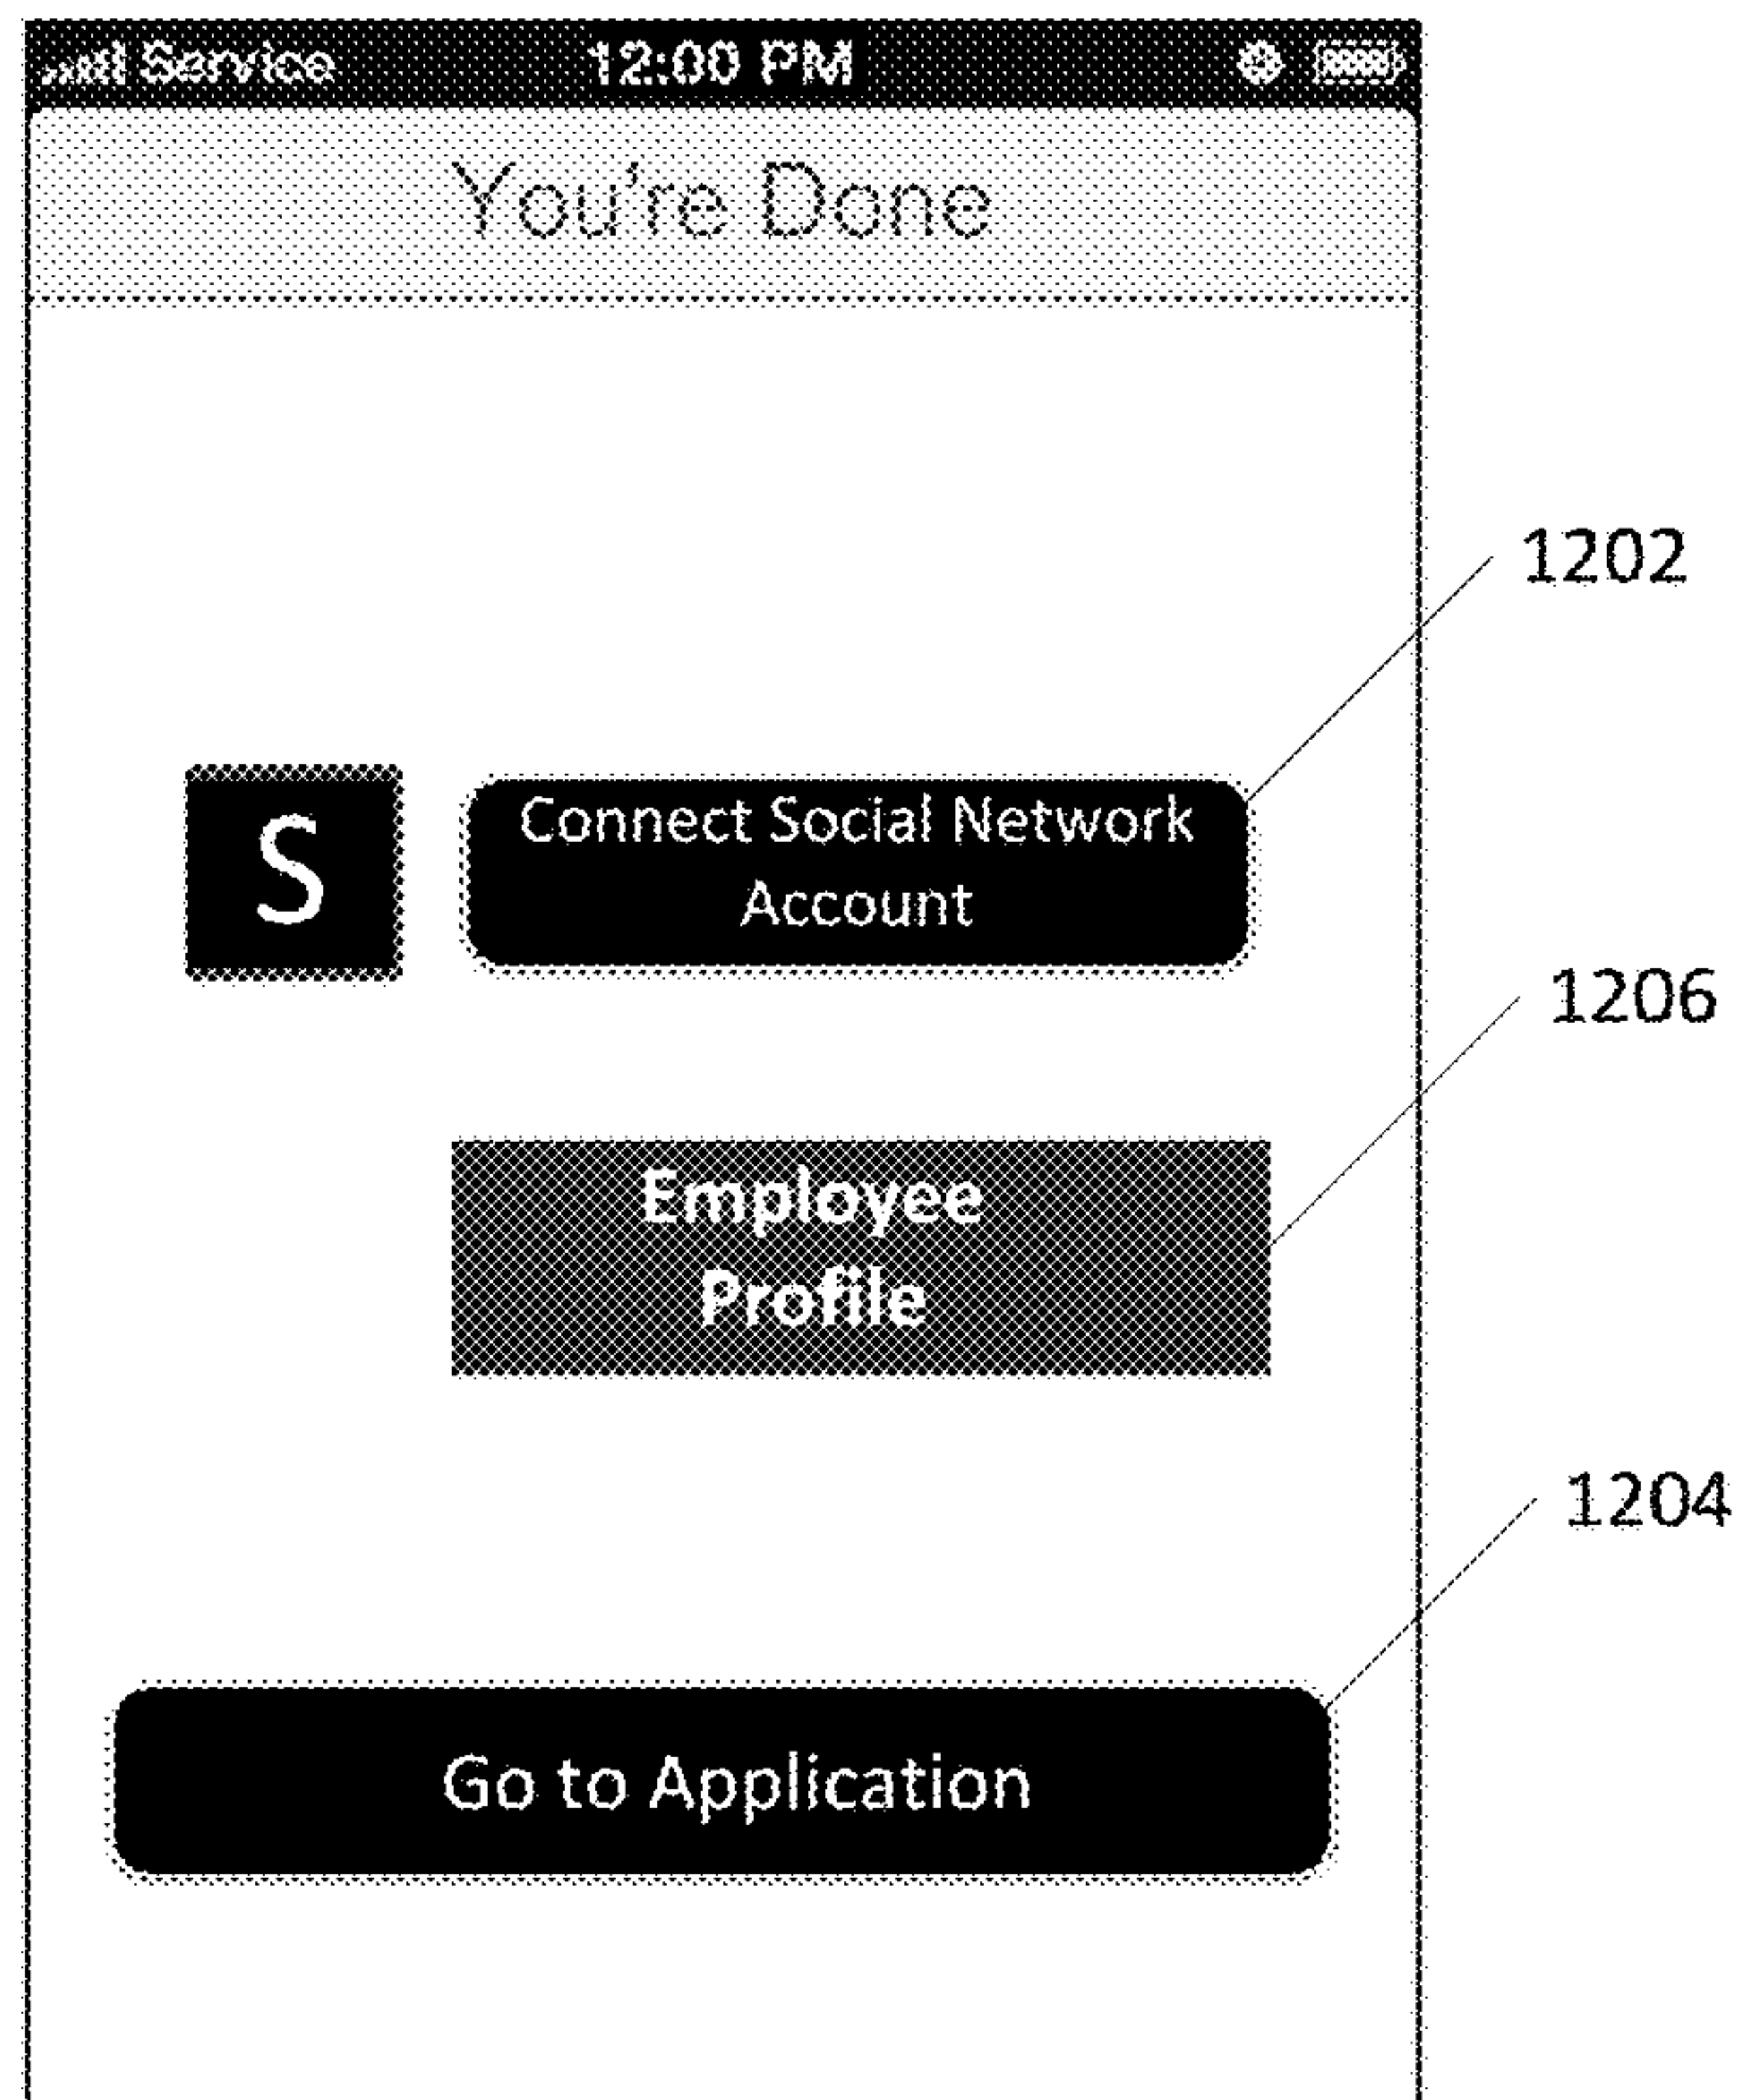 Service 12:00 PM
You're Done
1202
S
Connect Social Network
Account
1206
Employee
Profile
1204
Go to Application